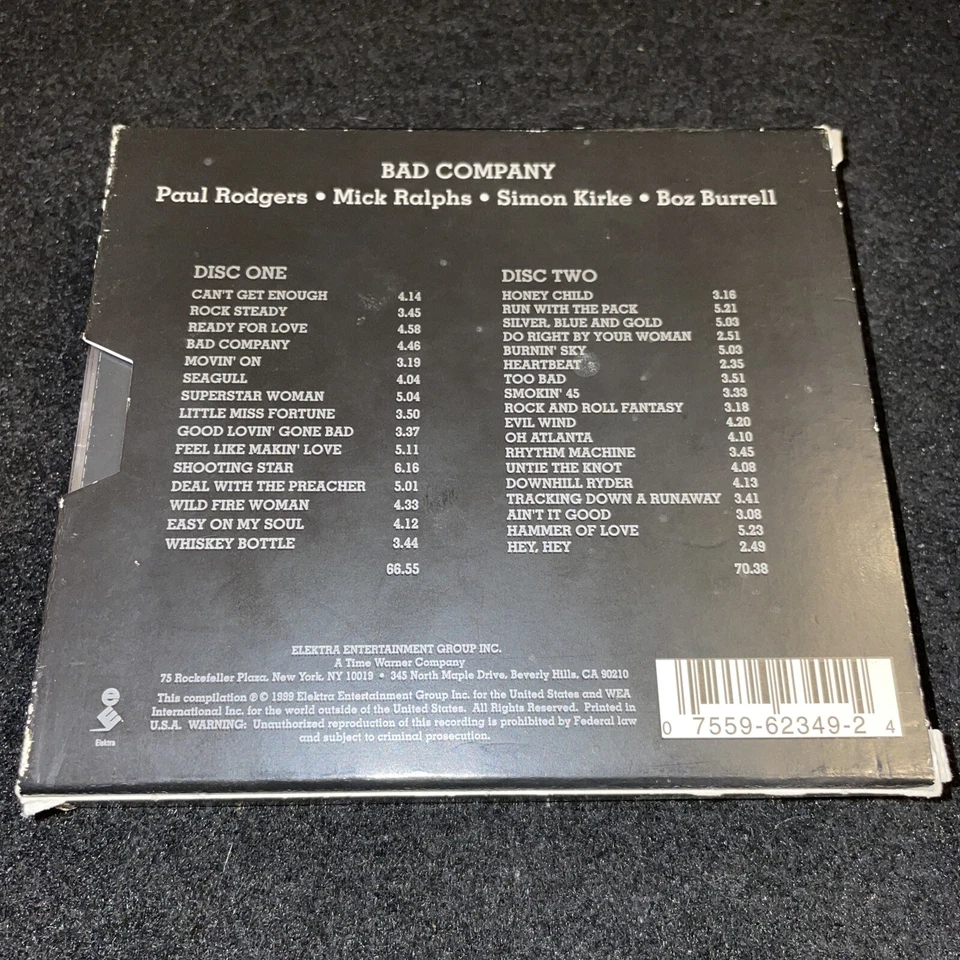 BAD COMPANY
Paul Rodgers • Mick Ralphs • Simon Kirke • Boz Burrell
DISC ONE
CAN'T GET ENOUGH 4.14
ROCK STEADY 3.45
READY FOR LOVE 4.58
BAD COMPANY 4.46
MOVIN' ON 3.19
SEAGULL 4.04
SUPERSTAR WOMAN 5.04
LITTLE MISS FORTUNE 3.50
GOOD LOVIN' GONE BAD 3.37
FEEL LIKE MAKIN' LOVE 5.11
SHOOTING STAR 6.16
DEAL WITH THE PREACHER 5.01
WILD FIRE WOMAN 4.33
EASY ON MY SOUL 4.12
WHISKEY BOTTLE 3.44
66.55
DISC TWO
HONEY CHILD 3.16
RUN WITH THE PACK 5.21
SILVER, BLUE AND GOLD 5.03
DO RIGHT BY YOUR WOMAN 2.51
BURNIN' SKY 5.03
HEARTBEAT 2.35
TOO BAD 3.51
SMOKIN' 45 3.33
ROCK AND ROLL FANTASY 3.18
EVIL WIND 4.20
OH ATLANTA 4.10
RHYTHM MACHINE 3.45
UNTIE THE KNOT 4.08
DOWNHILL RYDER 4.13
TRACKING DOWN A RUNAWAY 3.41
AIN'T IT GOOD 3.08
HAMMER OF LOVE 5.23
HEY, HEY 2.49
70.38
ELEKTRA ENTERTAINMENT GROUP INC.
A Time Warner Company
75 Rockefeller Plaza, New York, NY 10019 • 345 North Maple Drive, Beverly Hills, CA 90210
This compilation ℗ © 1999 Elektra Entertainment Group Inc. for the United States and WEA
International Inc. for the world outside of the United States. All Rights Reserved. Printed in
U.S.A. WARNING: Unauthorized reproduction of this recording is prohibited by Federal law
and subject to criminal prosecution.
Elektra
0 7559-62349-2 4